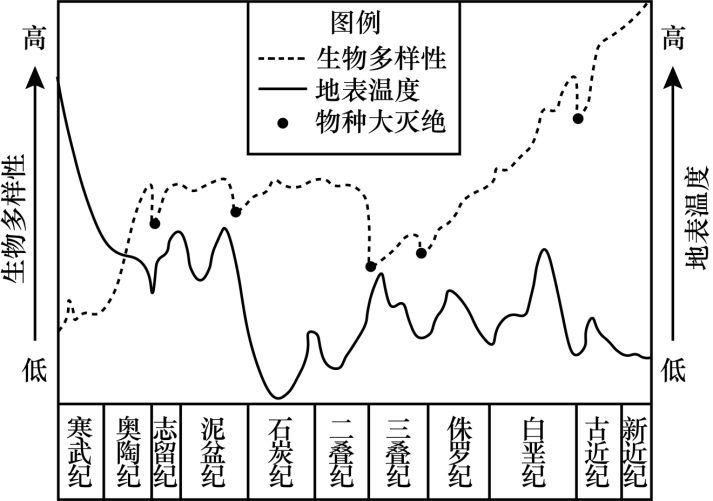 图例
生物多样性
地表温度
物种大灭绝
高
生物多样性
低
高
地表温度
低
寒武纪
奥陶纪
志留纪
泥盆纪
石炭纪
二叠纪
三叠纪
侏罗纪
白垩纪
古近纪
新近纪